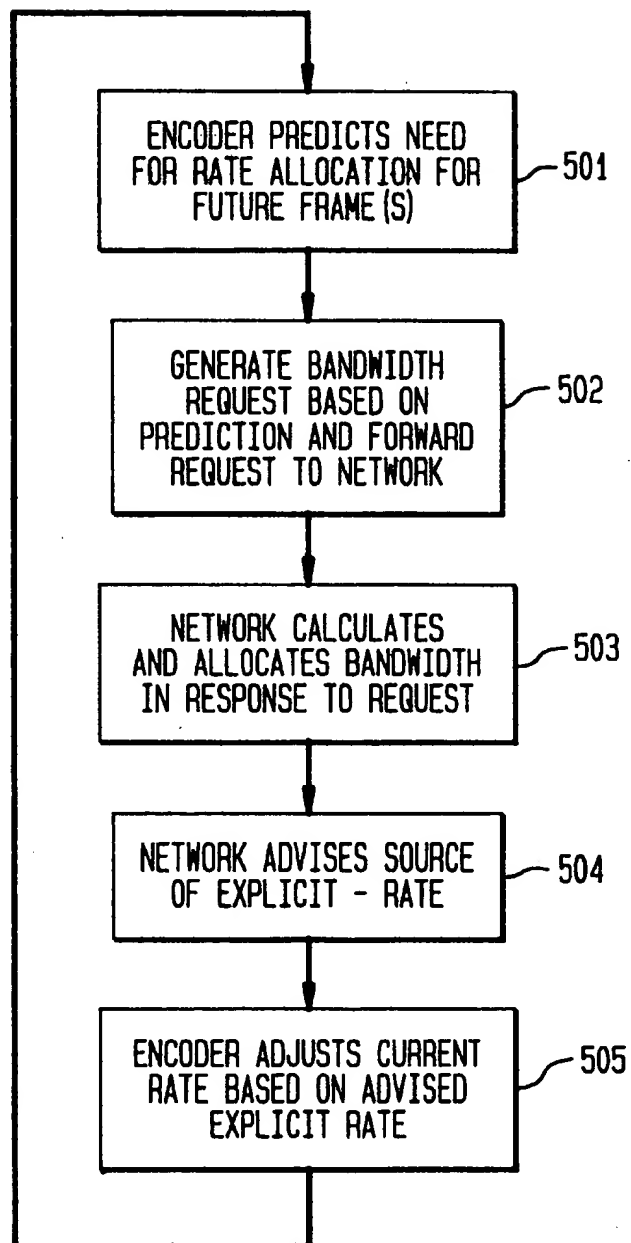 ENCODER PREDICTS NEED
FOR RATE ALLOCATION FOR
FUTURE FRAME(S)
501
GENERATE BANDWIDTH
REQUEST BASED ON
PREDICTION AND FORWARD
REQUEST TO NETWORK
502
NETWORK CALCULATES
AND ALLOCATES BANDWIDTH
IN RESPONSE TO REQUEST
503
NETWORK ADVISES SOURCE
OF EXPLICIT - RATE
504
ENCODER ADJUSTS CURRENT
RATE BASED ON ADVISED
EXPLICIT RATE
505